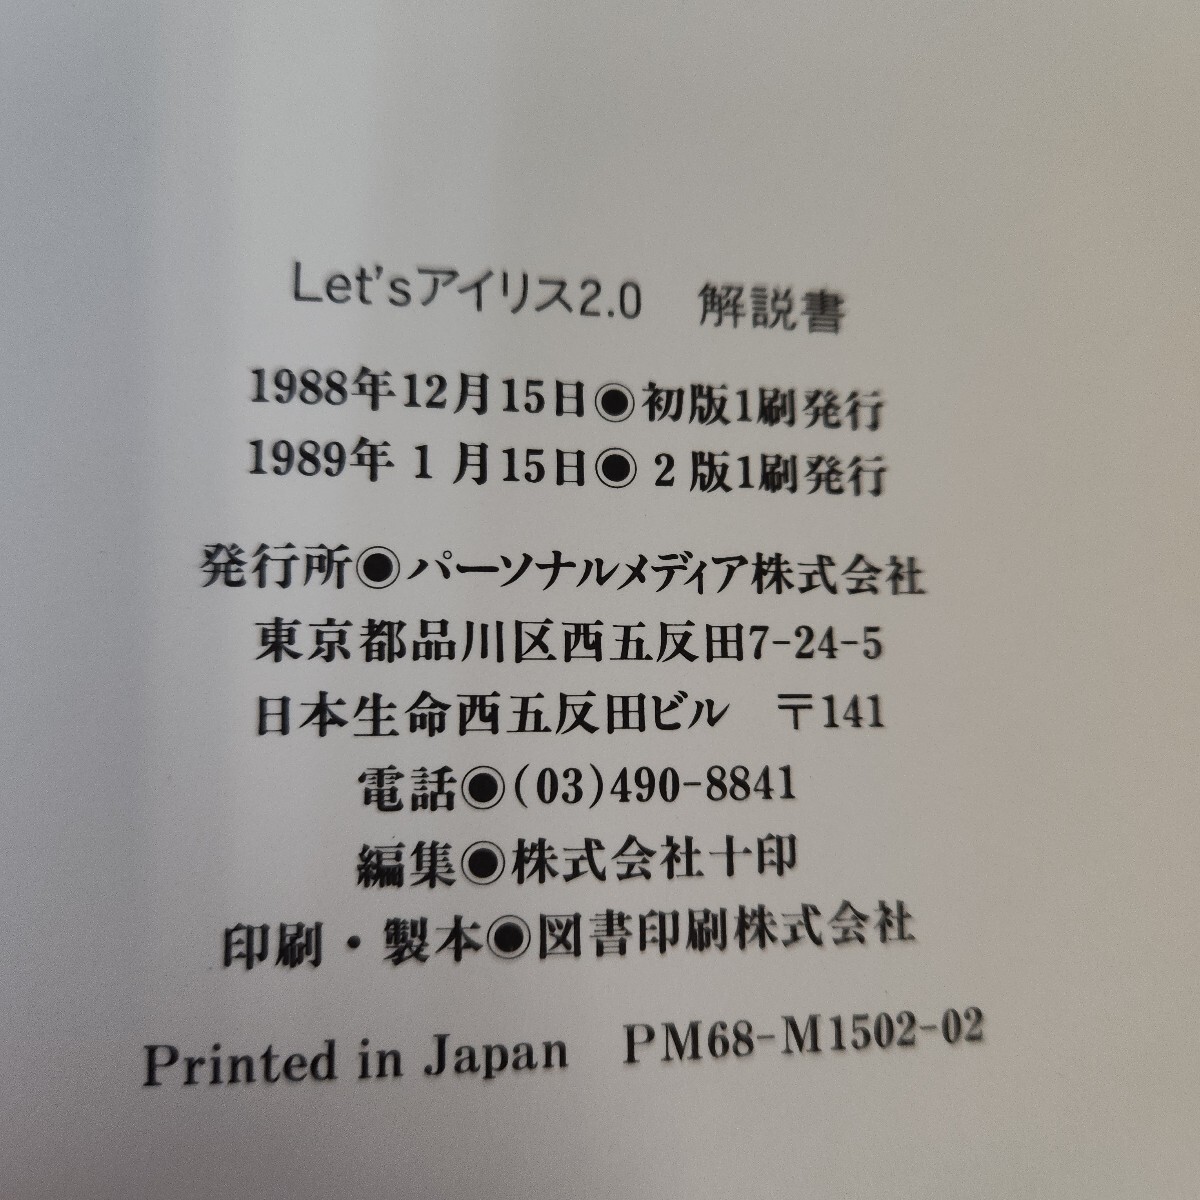 Let'sアイリス2.0　解説書
1988年12月15日◉初版1刷発行
1989年 1 月15日◉ 2 版1刷発行
発行所◉パーソナルメディア株式会社
東京都品川区西五反田7-24-5
日本生命西五反田ビル　〒141
電話◉(03)490-8841
編集◉株式会社十印
印刷・製本◉図書印刷株式会社
Printed in Japan　PM68-M1502-02